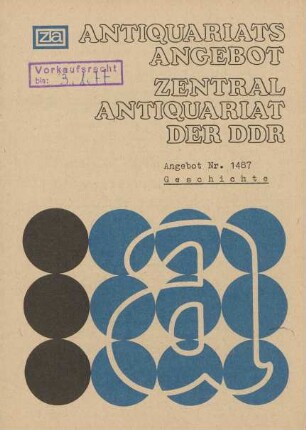 za
ANTIQUARIATS
ANGEBOT
Vorkaufsrecht
bis:
ZENTRAL
ANTIQUARIAT
DER DDR
Angebot Nr. 1487
Geschichte
a